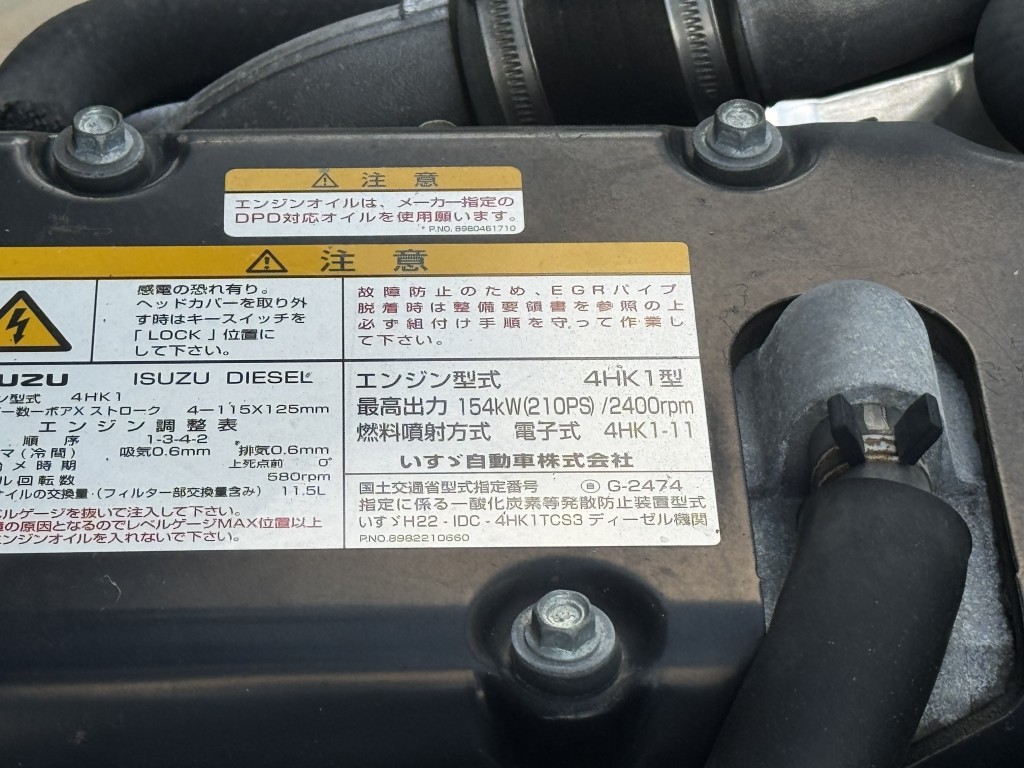 ⚠ 注意
エンジンオイルは、メーカー指定の
DPD対応オイルを使用願います。
* P.NO. 8980461710
⚠ 注意
感電の恐れ有り。
ヘッドカバーを取り外
す時はキースイッチを
「LOCK」位置に
して下さい。
故障防止のため、EGRパイプ
脱着時は整備要領書を参照の上
必ず組付け手順を守って作業し
て下さい。
UZU ISUZU DIESEL
ン型式 4HK1
ー数ーボアXストローク 4-115X125mm
エンジン調整表
順序 1-3-4-2
マ(冷間) 吸気0.6mm 排気0.6mm
メ時期 上死点前 0°
ル回転数 580rpm
オイルの交換量・(フィルター部交換量含み) 11.5L
ルゲージを抜いて注入して下さい。
の原因となるのでレベルゲージMAX位置以上
エンジンオイルを入れないで下さい。
エンジン型式 4HK1型
最高出力 154kW(210PS)/2400rpm
燃料噴射方式 電子式 4HK1-11
いすゞ自動車株式会社
国土交通省型式指定番号 Ⓑ G-2474
指定に係る一酸化炭素等発散防止装置型式
いすゞH22-IDC-4HK1TCS3 ディーゼル機関
P.NO.8982210660